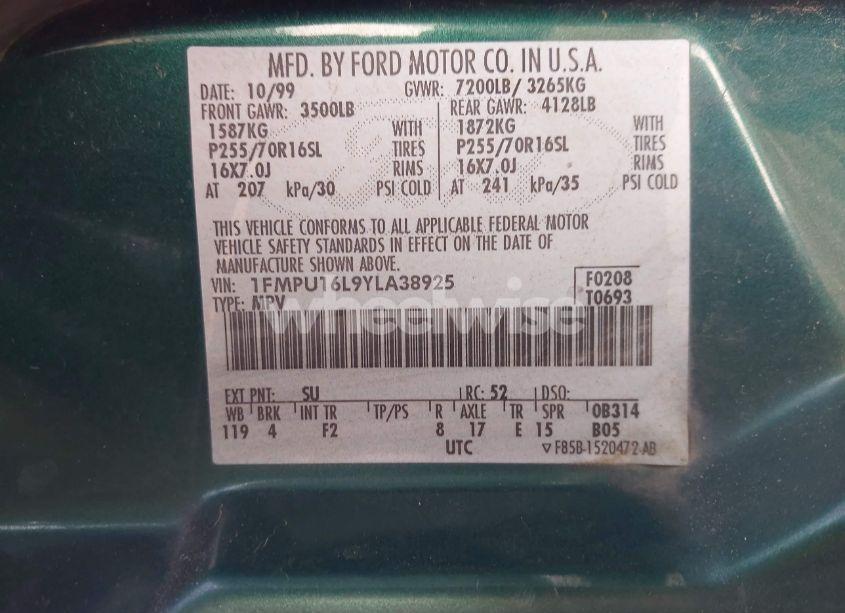 MFD. BY FORD MOTOR CO. IN U.S.A.
DATE: 10/99 GVWR: 7200LB/ 3265KG
FRONT GAWR: 3500LB REAR GAWR: 4128LB
1587KG WITH 1872KG WITH
P255/70R16SL TIRES P255/70R16SL TIRES
16X7.0J RIMS 16X7.0J RIMS
AT 207 kPa/30 PSI COLD AT 241 kPa/35 PSI COLD
THIS VEHICLE CONFORMS TO ALL APPLICABLE FEDERAL MOTOR
VEHICLE SAFETY STANDARDS IN EFFECT ON THE DATE OF
MANUFACTURE SHOWN ABOVE.
VIN: 1FMPU16L9YLA38925 F0208
TYPE: MPV T0693
wheelwise
EXT PNT: SU RC: 52 DSO:
WB BRK INT TR TP/PS R AXLE TR SPR 0B314
119 4 F2 8 17 E 15 B05
UTC ▽ F85B-1520472-AB